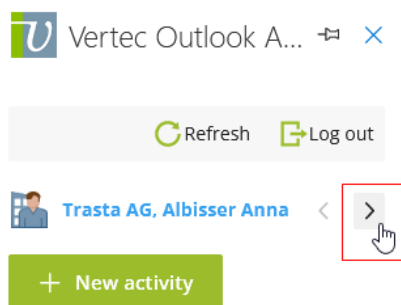 Vertec Outlook A...
Refresh Log out
Trasta AG, Albisser Anna
+ New activity